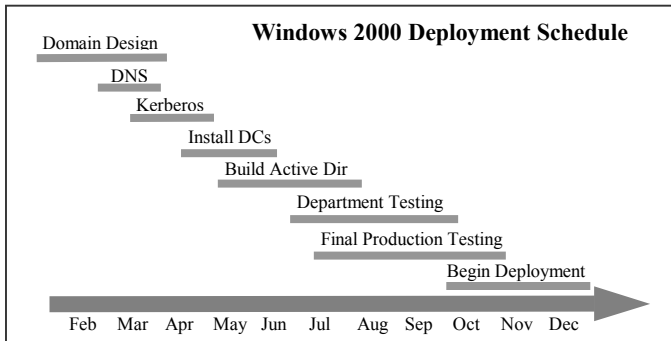 Windows 2000 Deployment Schedule
Domain Design
DNS
Kerberos
Install DCs
Build Active Dir
Department Testing
Final Production Testing
Begin Deployment
Feb Mar Apr May Jun Jul Aug Sep Oct Nov Dec